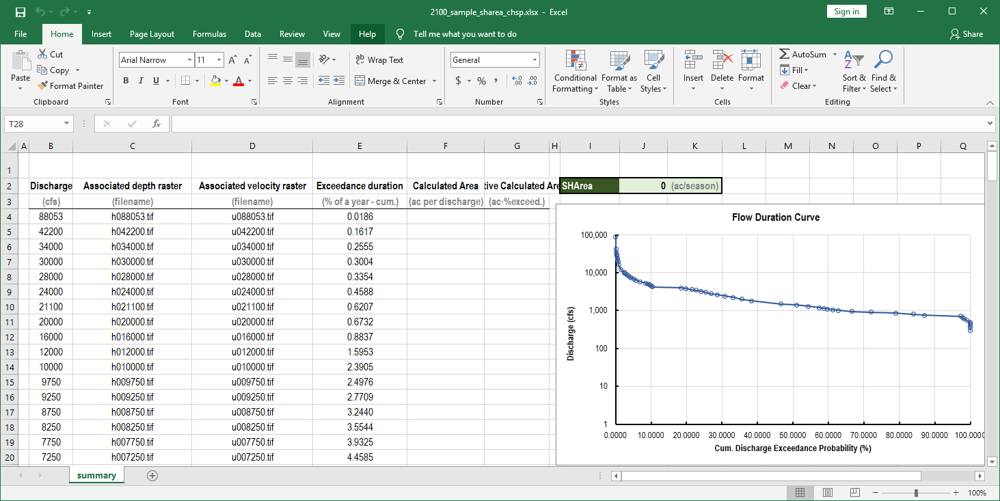 2100_sample_sharea_chsp.xlsx - Excel
Sign in
File Home Insert Page Layout Formulas Data Review View Help Tell me what you want to do Share
Paste
Cut
Copy
Format Painter
Clipboard
Arial Narrow 11 A A
B I U A
Font
ab Wrap Text
Merge & Center
Alignment
General
$ % ,
Number
Conditional Formatting
Format as Table
Cell Styles
Styles
Insert Delete Format
Cells
AutoSum
Fill
Clear
Sort & Filter
Find & Select
Editing
T28 fx
A B C D E F G H I J K L M N O P Q
1
2 Discharge Associated depth raster Associated velocity raster Exceedance duration Calculated Area tive Calculated Are SHArea 0 (ac/season)
3 (cfs) (filename) (filename) (% of a year - cum.) (ac per discharge) (ac·%exceed.)
4 88053 h088053.tif u088053.tif 0.0186
5 42200 h042200.tif u042200.tif 0.1617
6 34000 h034000.tif u034000.tif 0.2555
7 30000 h030000.tif u030000.tif 0.3004
8 28000 h028000.tif u028000.tif 0.3354
9 24000 h024000.tif u024000.tif 0.4588
10 21100 h021100.tif u021100.tif 0.6207
11 20000 h020000.tif u020000.tif 0.6732
12 16000 h016000.tif u016000.tif 0.8837
13 12000 h012000.tif u012000.tif 1.5953
14 10000 h010000.tif u010000.tif 2.3905
15 9750 h009750.tif u009750.tif 2.4976
16 9250 h009250.tif u009250.tif 2.7709
17 8750 h008750.tif u008750.tif 3.2440
18 8250 h008250.tif u008250.tif 3.5544
19 7750 h007750.tif u007750.tif 3.9325
20 7250 h007250.tif u007250.tif 4.4585
Flow Duration Curve
Discharge (cfs)
100,000
10,000
1,000
100
10
1
0.0000 10.0000 20.0000 30.0000 40.0000 50.0000 60.0000 70.0000 80.0000 90.0000 100.0000
Cum. Discharge Exceedance Probability (%)
summary
100%